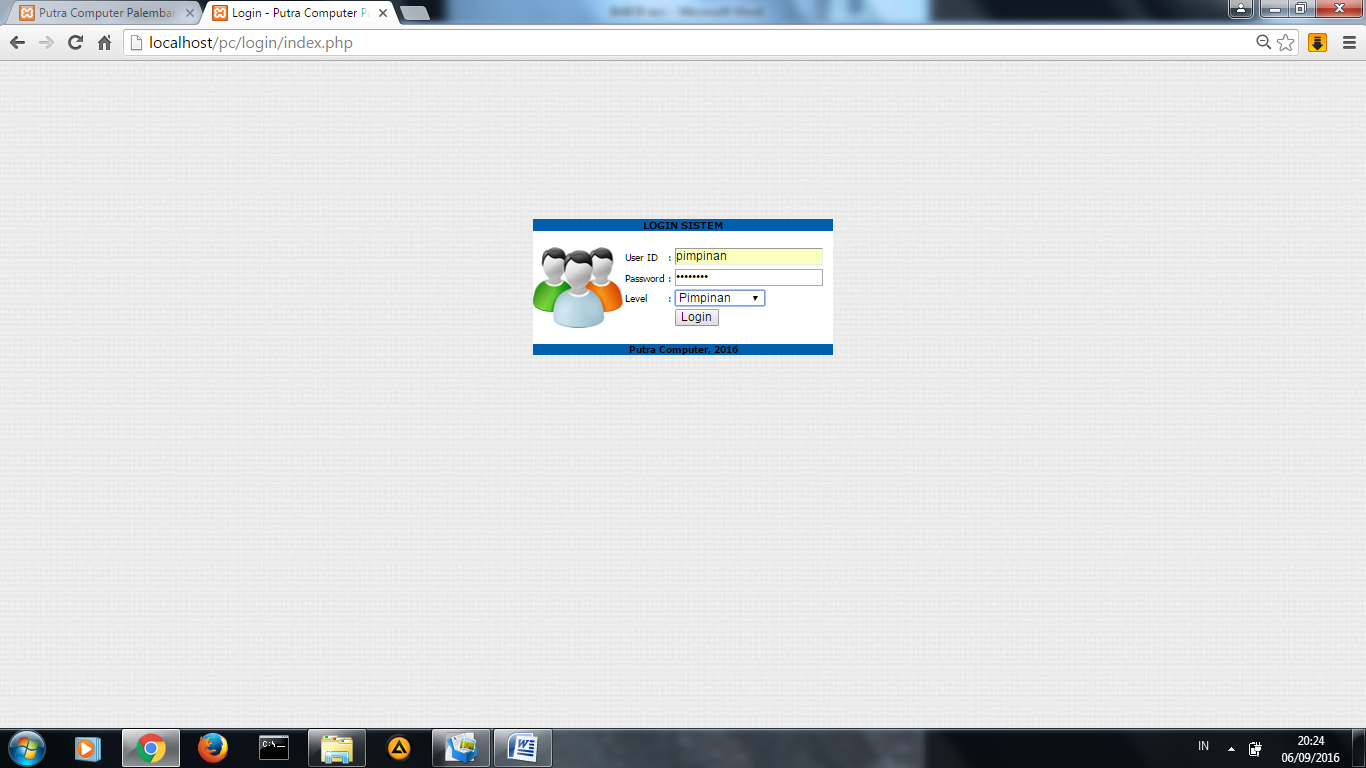 Putra Computer Palemban
Login - Putra Computer P
localhost/pc/login/index.php
LOGIN SISTEM
User ID : pimpinan
Password : ••••••••
Level : Pimpinan
Login
Putra Computer, 2016
IN
20:24
06/09/2016